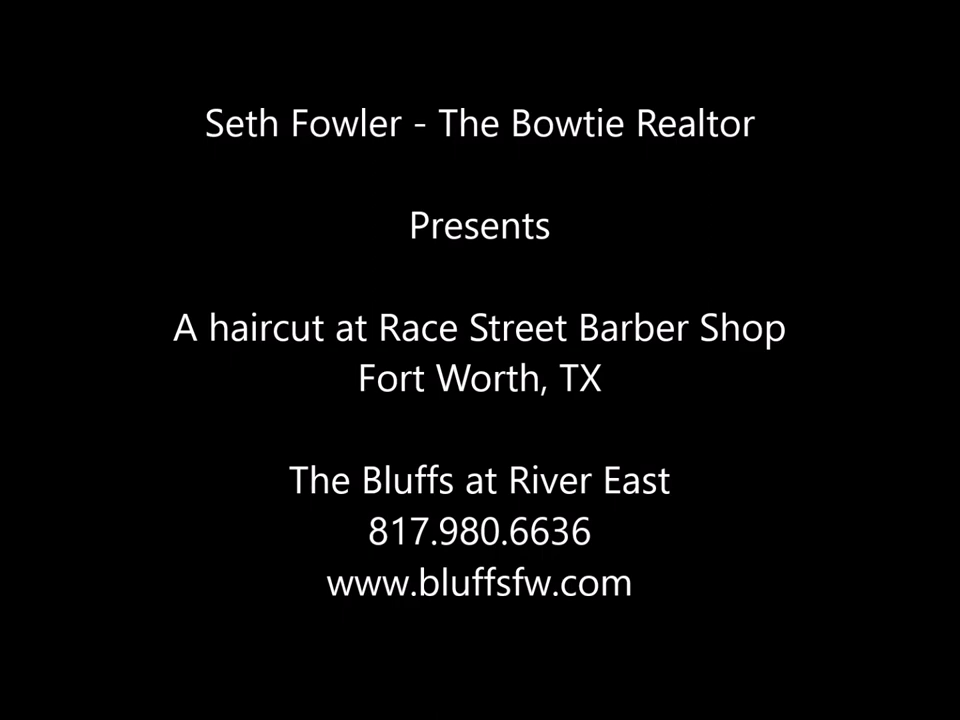 Seth Fowler - The Bowtie Realtor
Presents
A haircut at Race Street Barber Shop
Fort Worth, TX
The Bluffs at River East
817.980.6636
www.bluffsfw.com